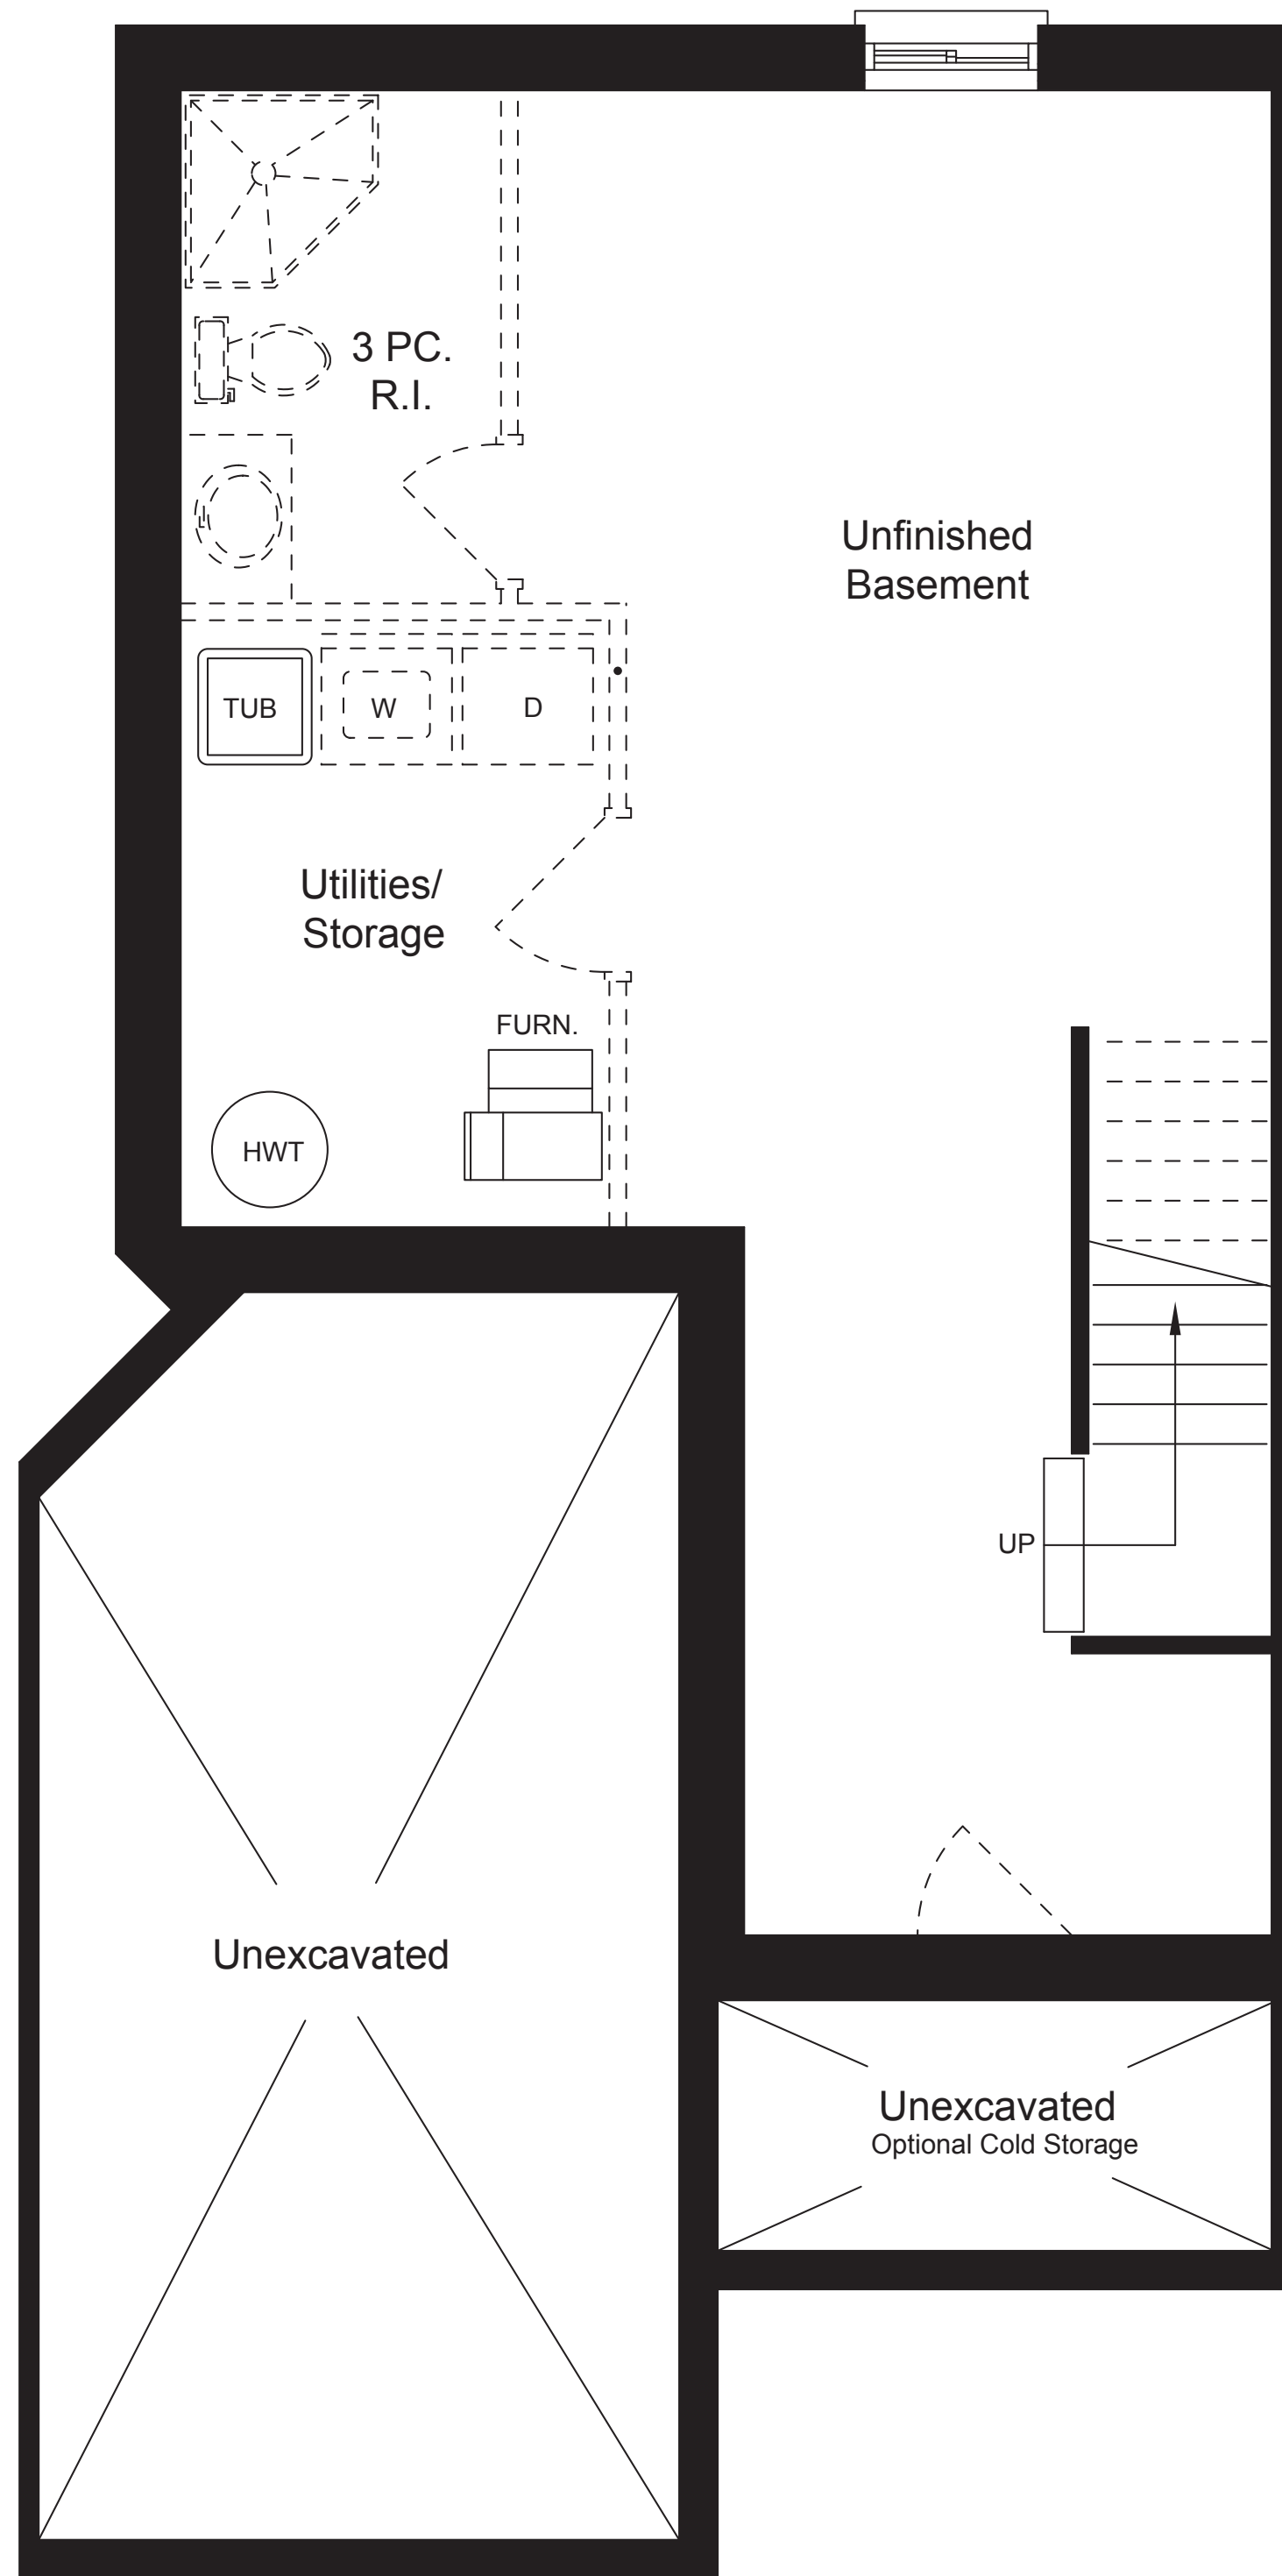 3 PC.
R.I.
Unfinished
Basement
TUB
W
D
Utilities/
Storage
FURN.
HWT
UP
Unexcavated
Unexcavated
Optional Cold Storage